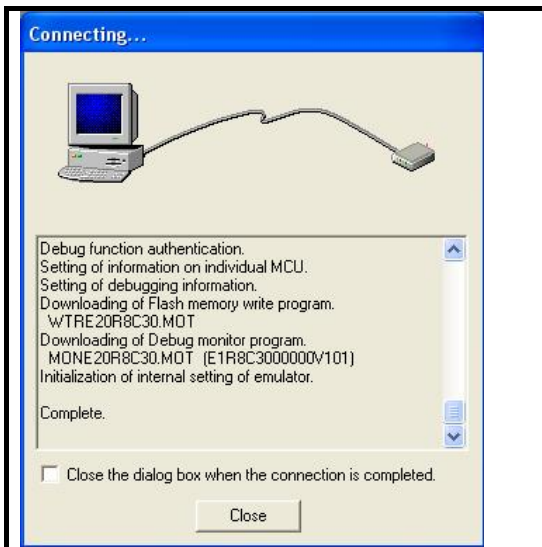 Connecting...
Debug function authentication.
Setting of information on individual MCU.
Setting of debugging information.
Downloading of Flash memory write program.
WTRE20R8C30.MOT
Downloading of Debug monitor program.
MONE20R8C30.MOT (E1R8C3000000V101)
Initialization of internal setting of emulator.
Complete.
Close the dialog box when the connection is completed.
Close